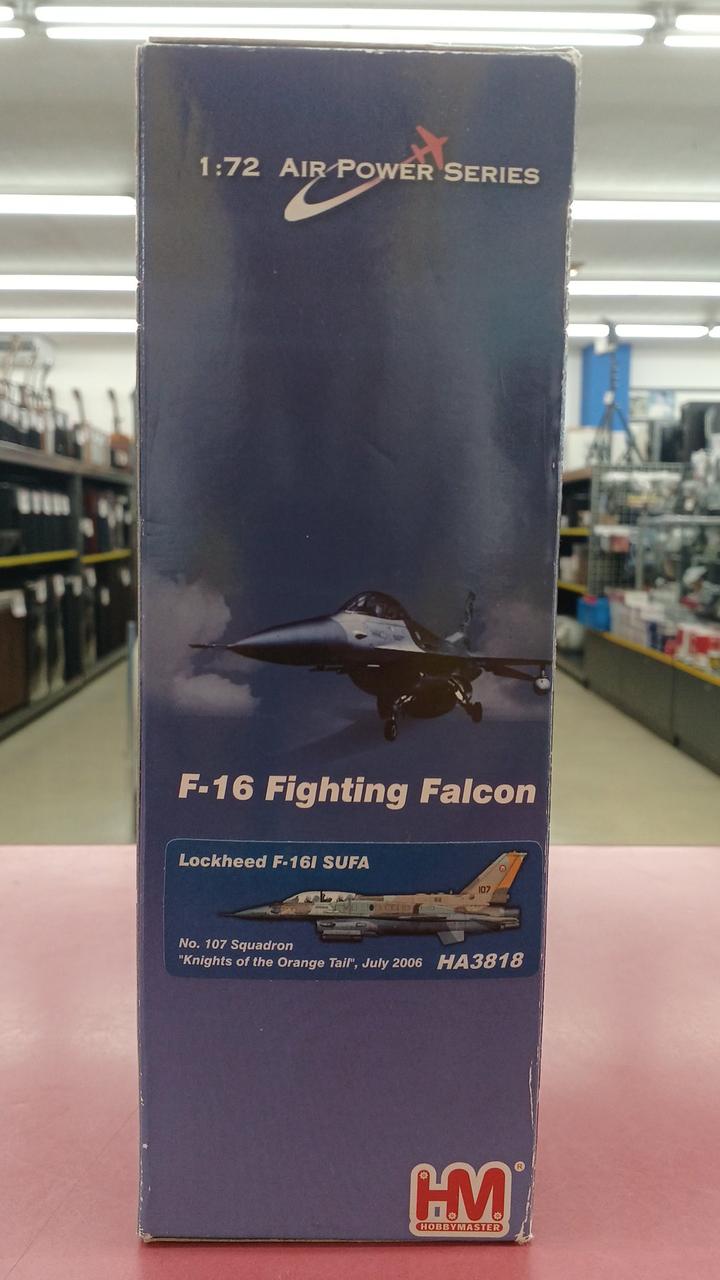 1:72 AIR POWER SERIES
F-16 Fighting Falcon
Lockheed F-16I SUFA
107
No. 107 Squadron
"Knights of the Orange Tail", July 2006 HA3818
HM®
HOBBYMASTER